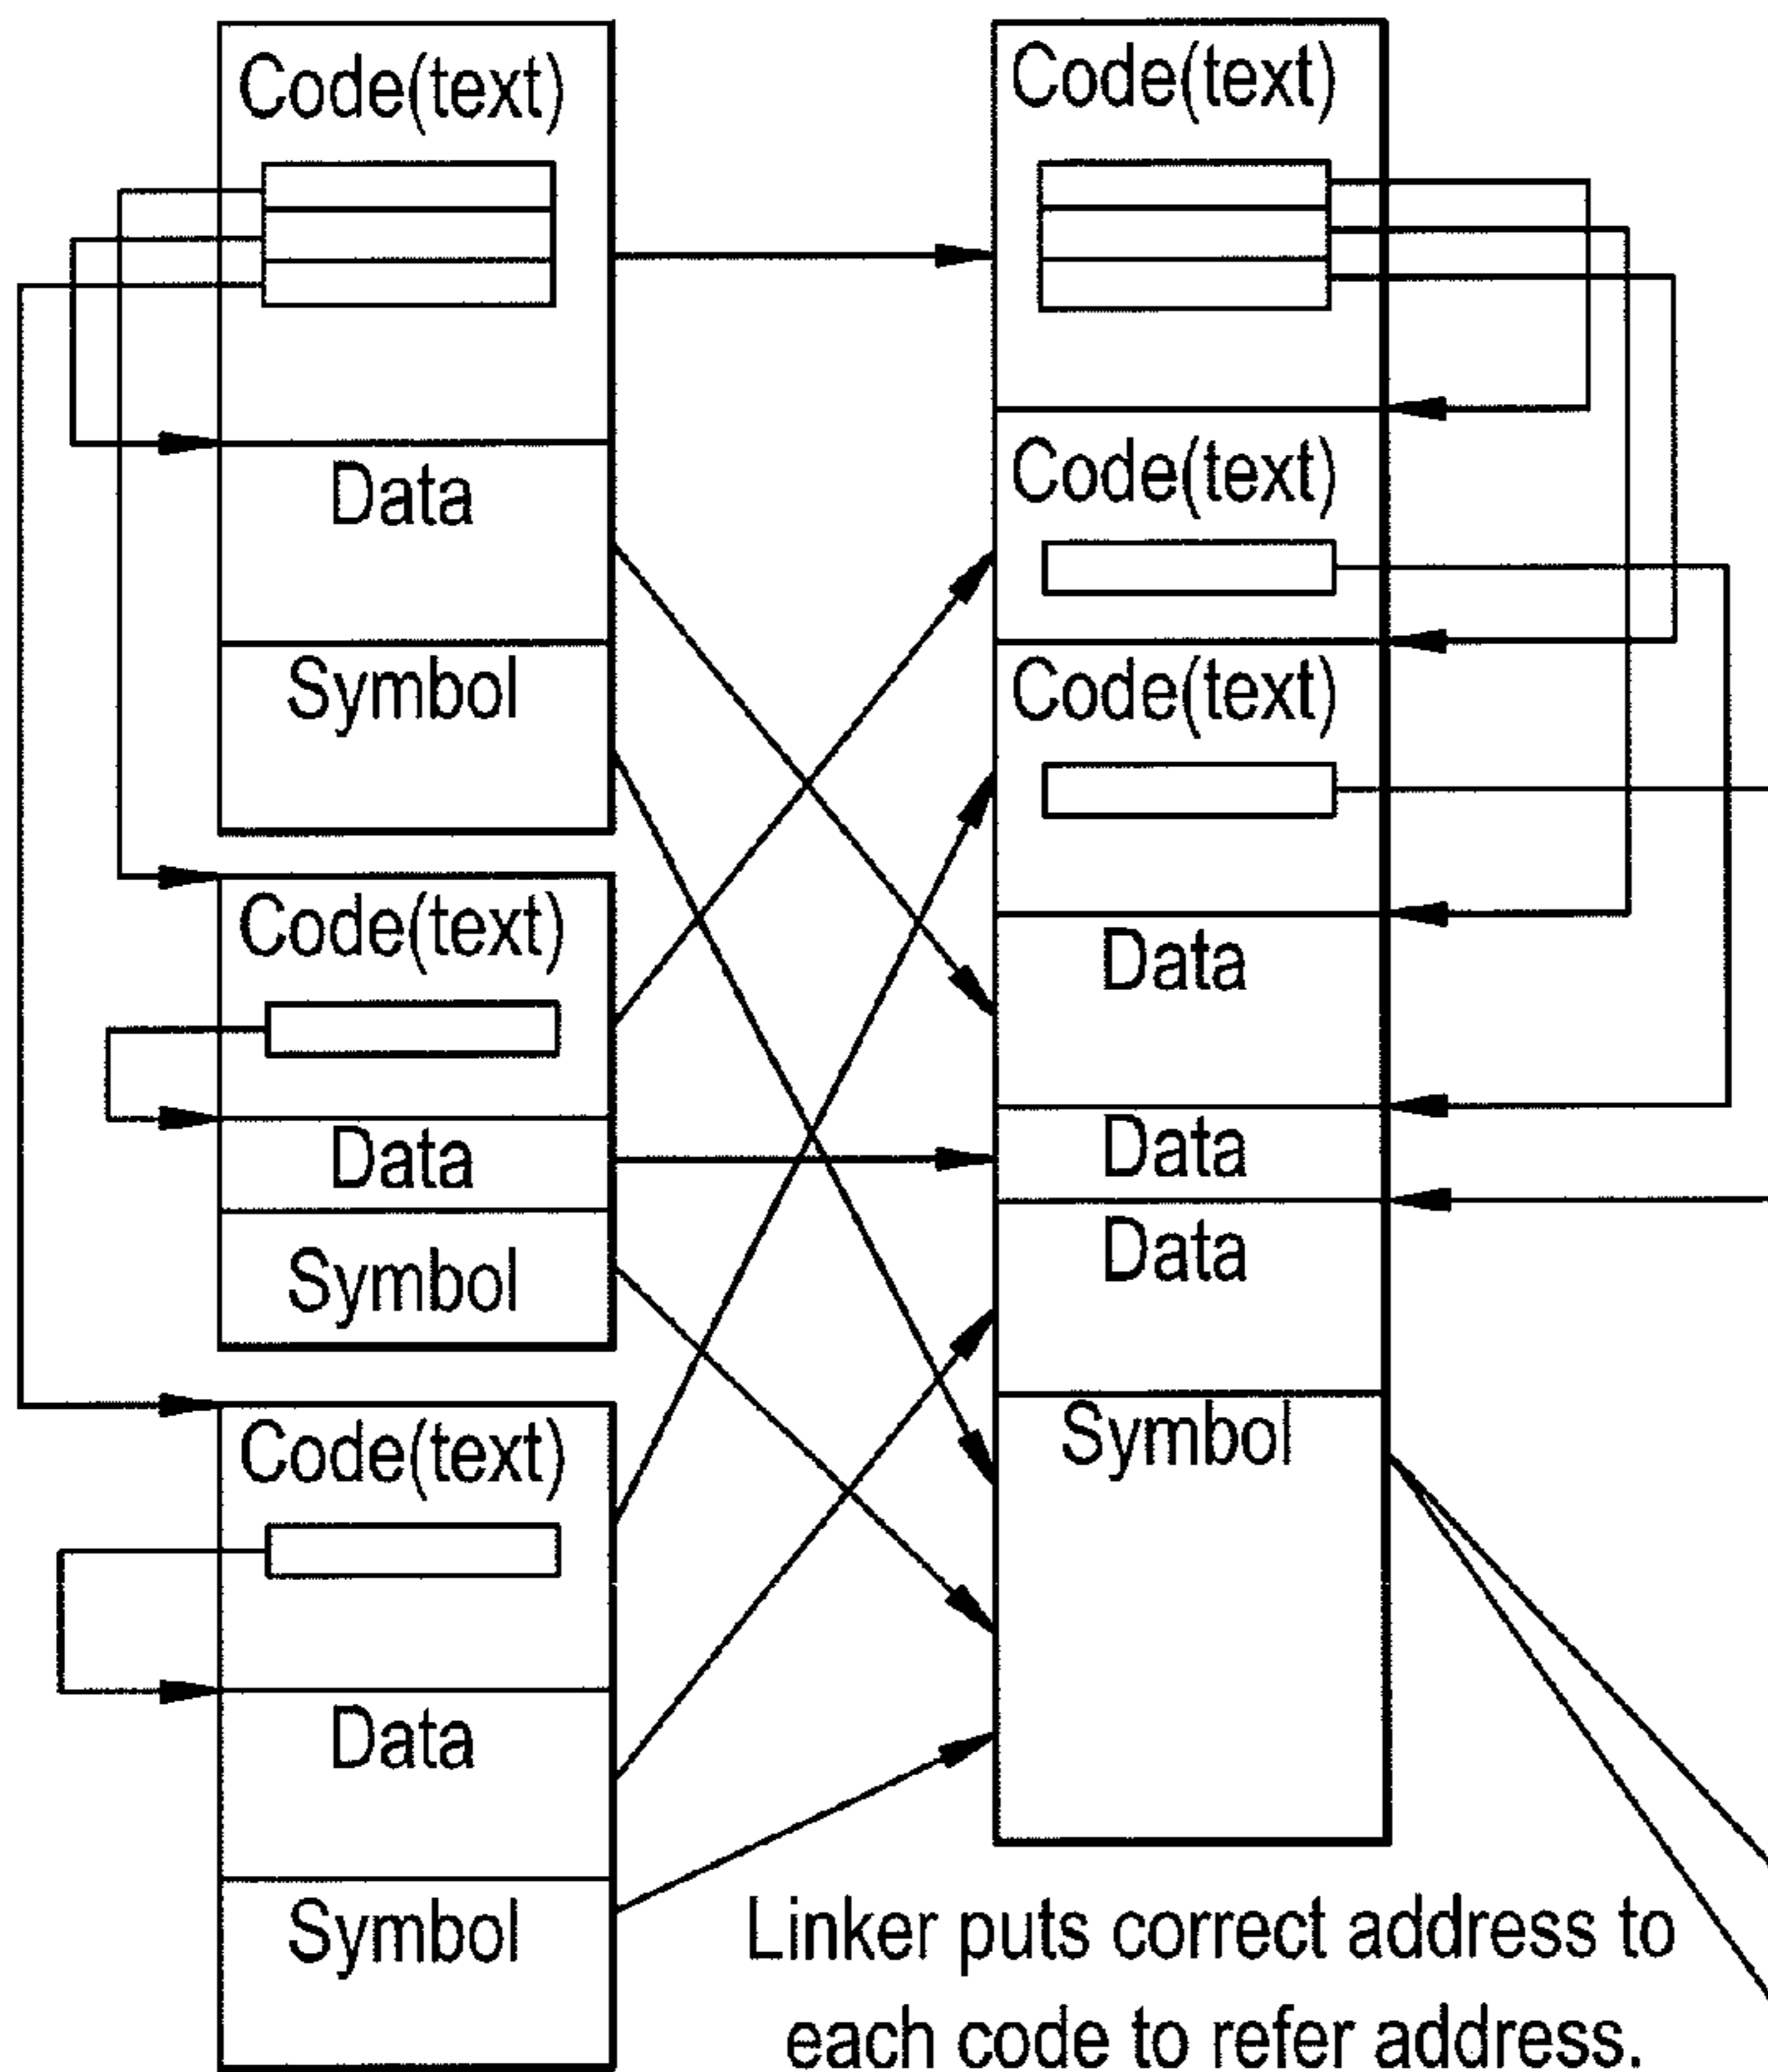 Code(text)
Data
Symbol
Code(text)
Data
Symbol
Code(text)
Data
Symbol
Code(text)
Code(text)
Code(text)
Data
Data
Data
Symbol
Linker puts correct address to
each code to refer address.